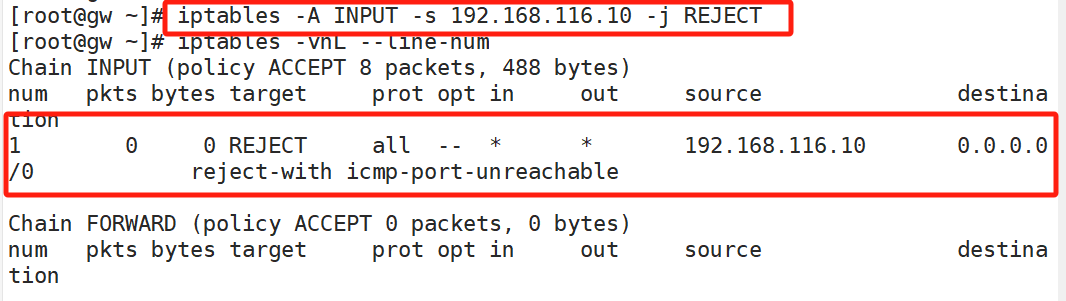 [root@gw ~]# iptables -A INPUT -s 192.168.116.10 -j REJECT
[root@gw ~]# iptables -vnL --line-num
Chain INPUT (policy ACCEPT 8 packets, 488 bytes)
num   pkts bytes target     prot opt in     out     source               destina
tion
1        0     0 REJECT     all  --  *      *       192.168.116.10       0.0.0.0
/0            reject-with icmp-port-unreachable
Chain FORWARD (policy ACCEPT 0 packets, 0 bytes)
num   pkts bytes target     prot opt in     out     source               destina
tion